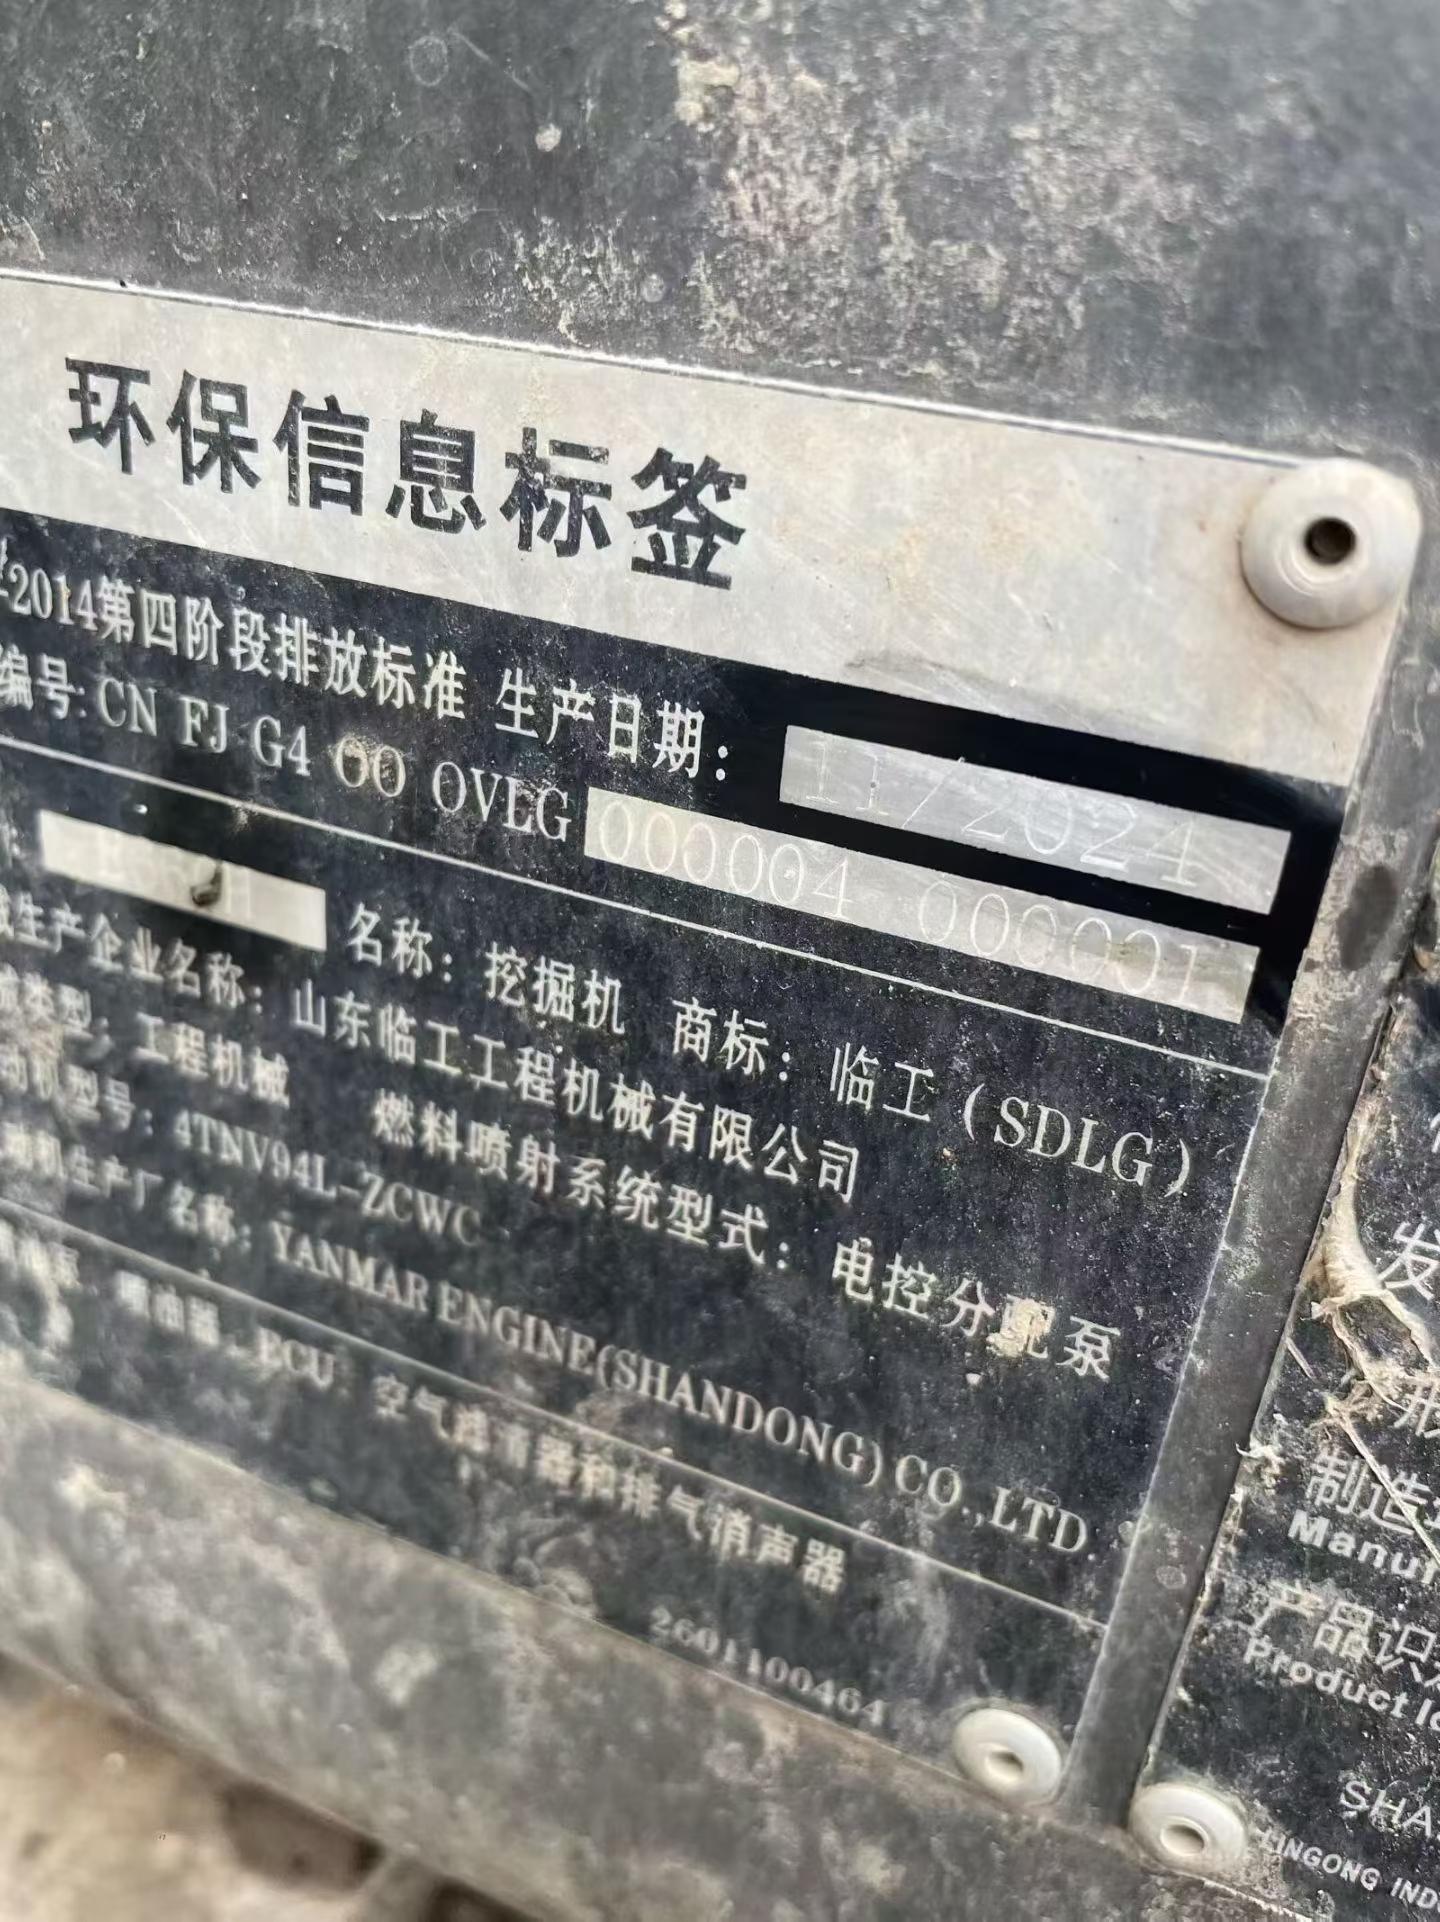 环保信息标签
2014第四阶段排放标准 生产日期: 11/2024
编号: CN FJ G4 OO OVLG 000004 000001
名称: 挖掘机 商标: 临工(SDLG)
生产企业名称: 山东临工工程机械有限公司
类型: 工程机械 燃料喷射系统型式: 电控分配泵
机型号: 4TNV94L-ZCWC
机生产厂名称: YANMAR ENGINE(SHANDONG)CO.,LTD.
喷油器、ECU、空气滤清器和排气消声器
2601100464
发
制造
Manu
产品识
Product I
SHA
LINGONG IND